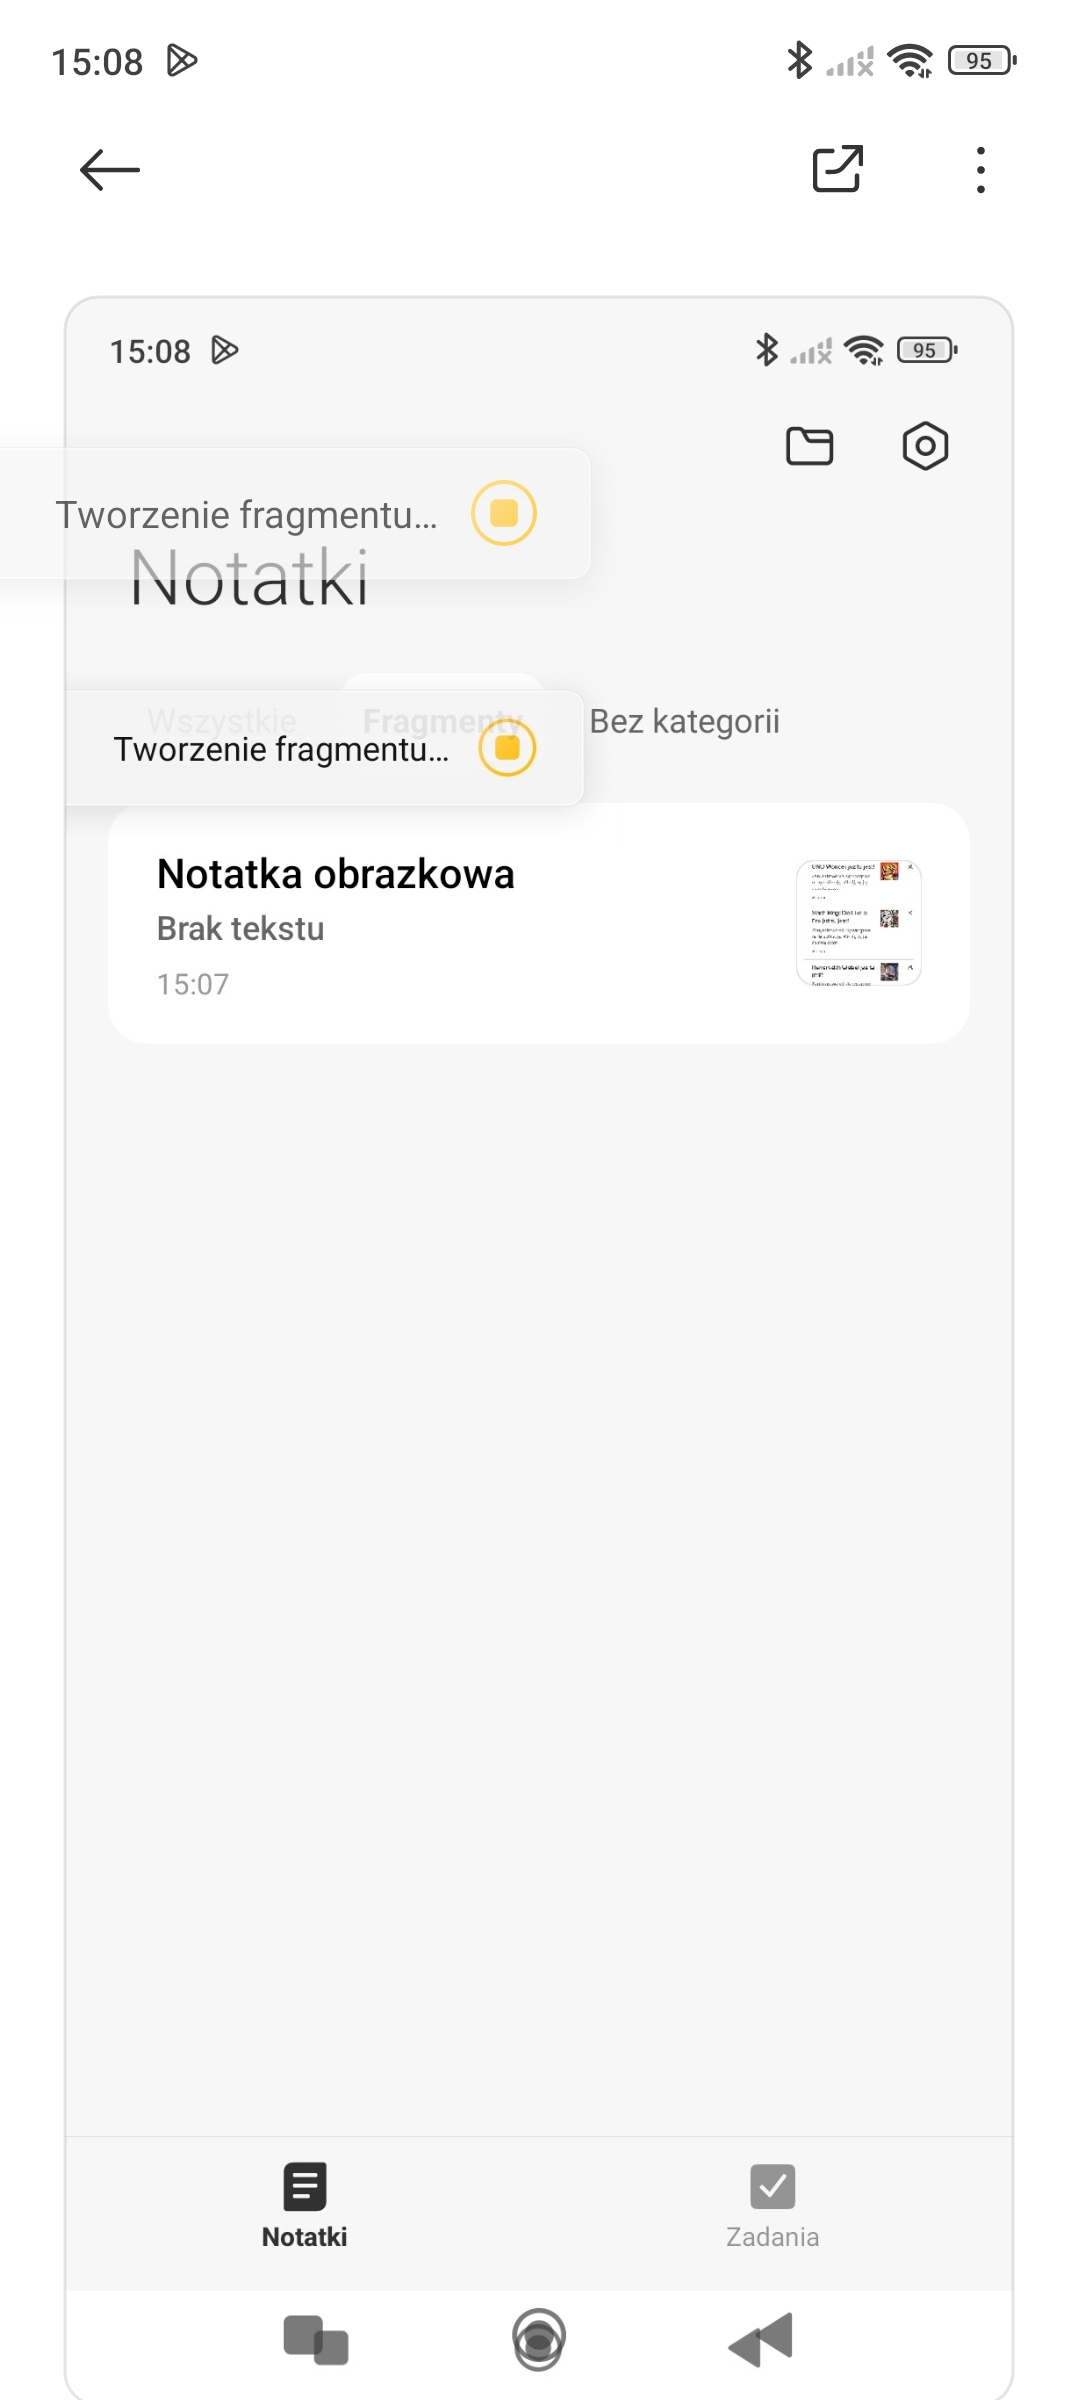 15:08
95
15:08
95
Tworzenie fragmentu...
Notatki
Wszystkie Fragmenty Bez kategorii
Tworzenie fragmentu...
Notatka obrazkowa
Brak tekstu
15:07
Notatki
Zadania